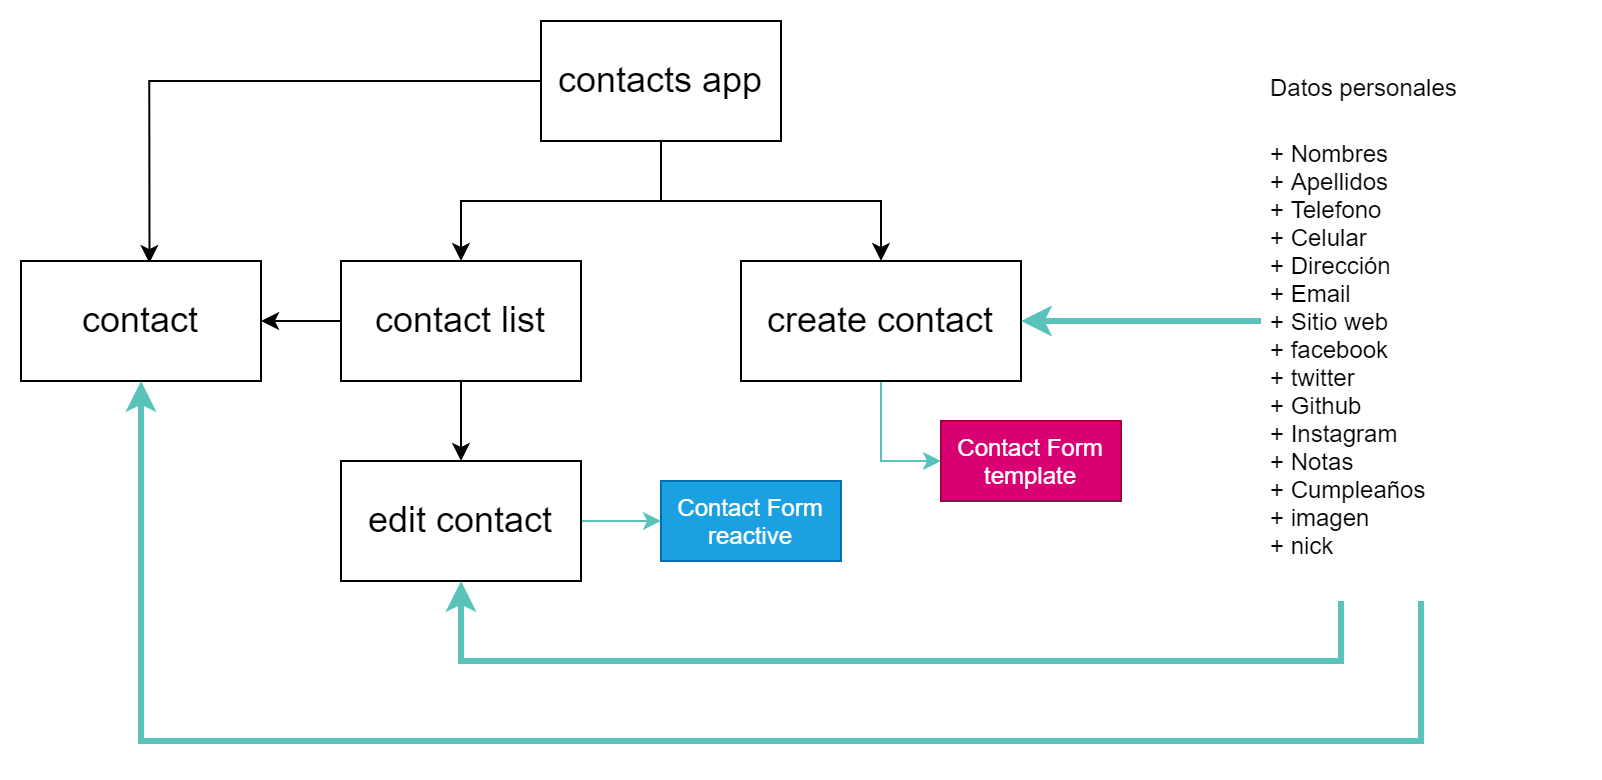 contacts app
contact
contact list
create contact
edit contact
Contact Form
reactive
Contact Form
template
Datos personales
+ Nombres
+ Apellidos
+ Telefono
+ Celular
+ Dirección
+ Email
+ Sitio web
+ facebook
+ twitter
+ Github
+ Instagram
+ Notas
+ Cumpleaños
+ imagen
+ nick